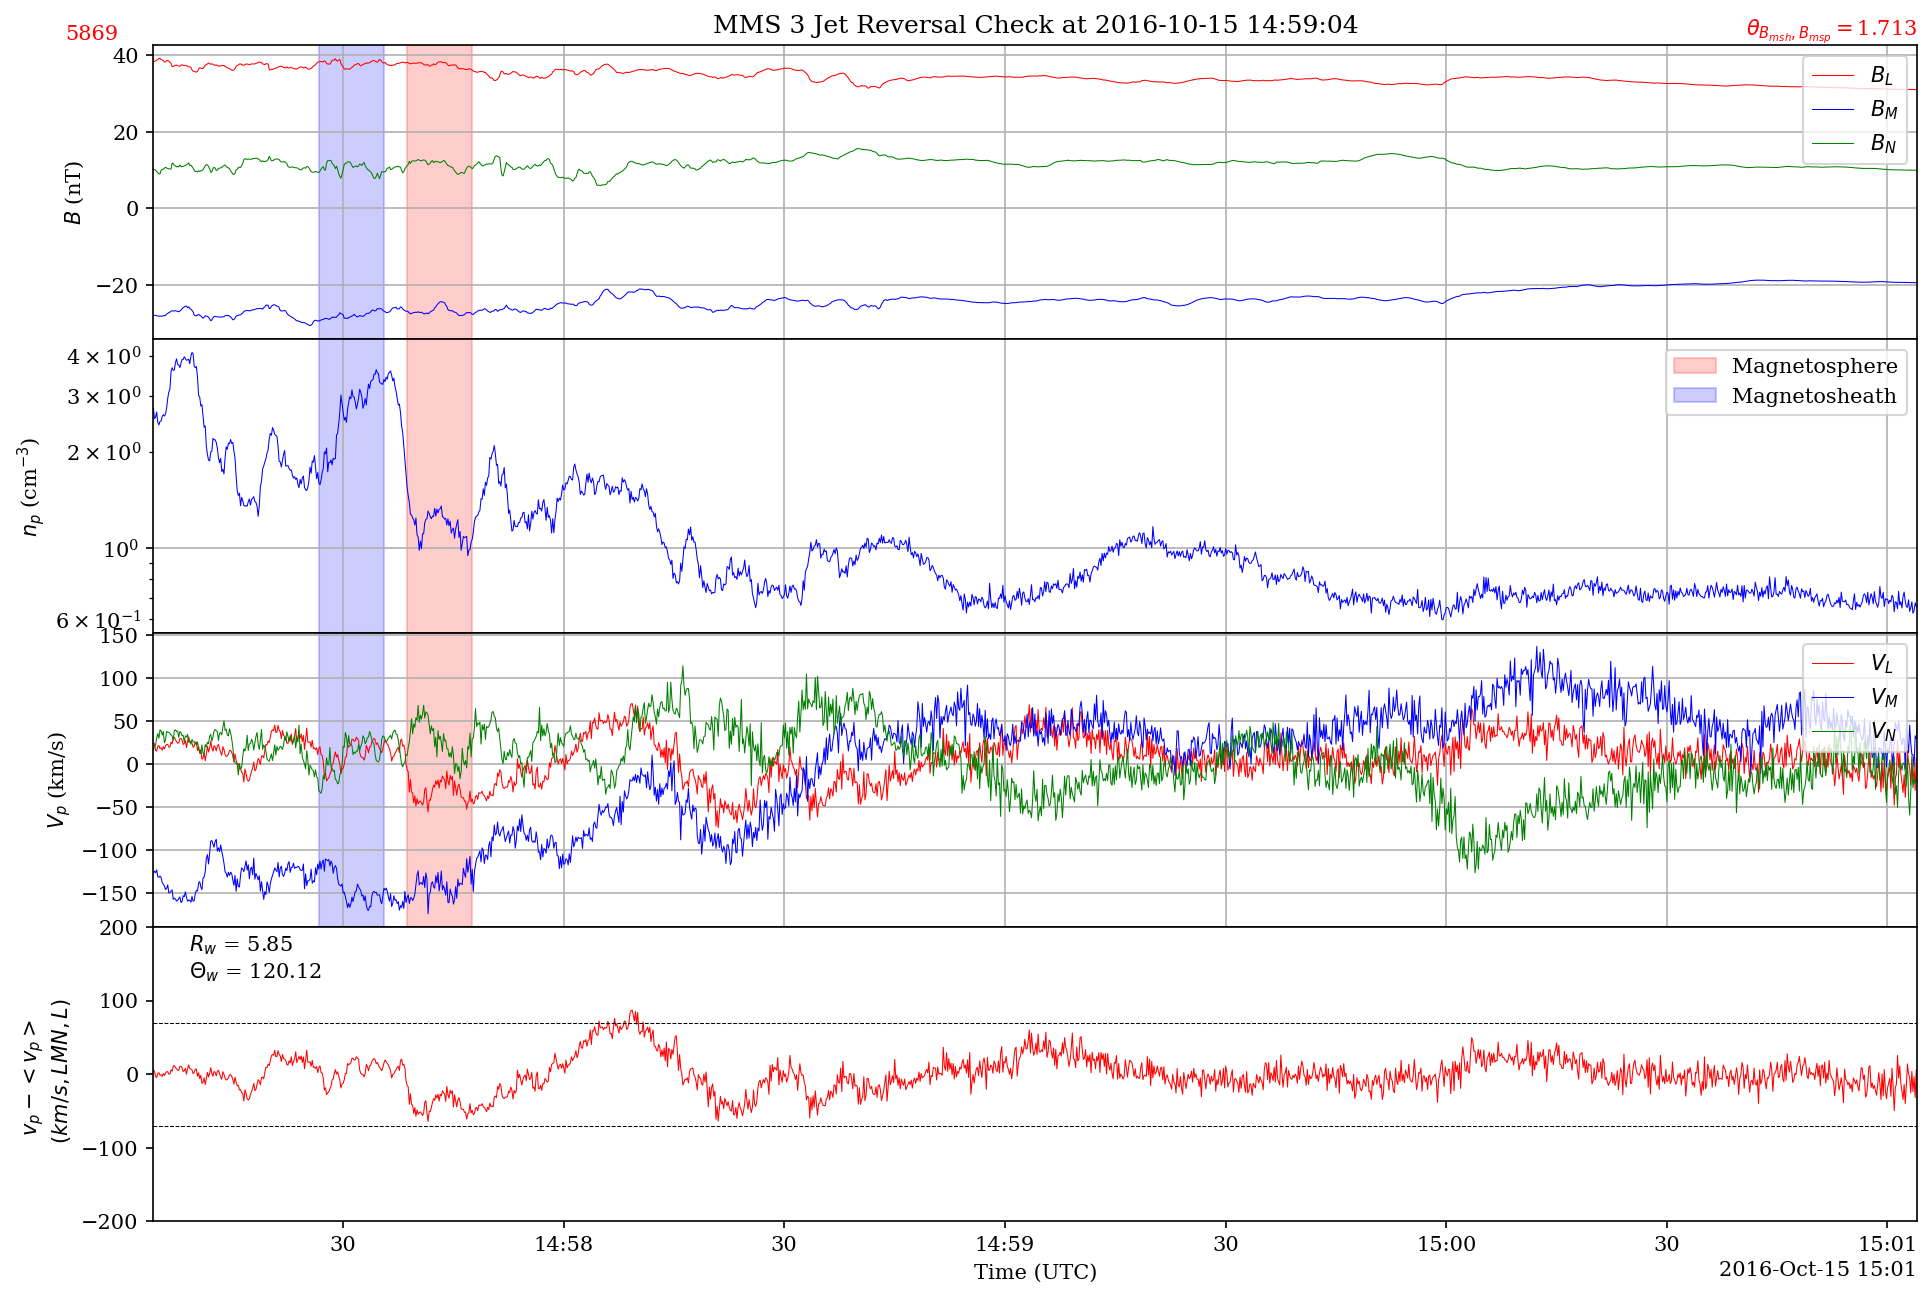 MMS 3 Jet Reversal Check at 2016-10-15 14:59:04
5869
θ_{B_{msh}, B_{msp}} = 1.713
40
20
0
−20
B (nT)
B_L
B_M
B_N
4 × 10^0
3 × 10^0
2 × 10^0
10^0
6 × 10^{−1}
n_p (cm^{−3})
Magnetosphere
Magnetosheath
150
100
50
0
−50
−100
−150
V_p (km/s)
V_L
V_M
V_N
200
100
0
−100
−200
v_p − < v_p >
(km/s, LMN, L)
R_w = 5.85
Θ_w = 120.12
30 14:58 30 14:59 30 15:00 30 15:01
Time (UTC)
2016-Oct-15 15:01